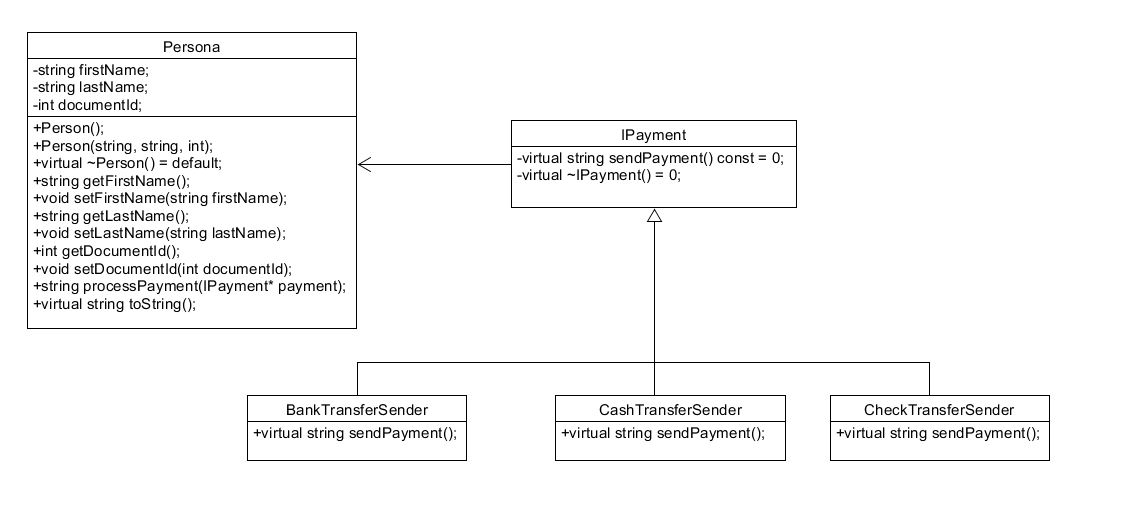 Persona
-string firstName;
-string lastName;
-int documentId;
+Person();
+Person(string, string, int);
+virtual ~Person() = default;
+string getFirstName();
+void setFirstName(string firstName);
+string getLastName();
+void setLastName(string lastName);
+int getDocumentId();
+void setDocumentId(int documentId);
+string processPayment(IPayment* payment);
+virtual string toString();
IPayment
-virtual string sendPayment() const = 0;
-virtual ~IPayment() = 0;
BankTransferSender
+virtual string sendPayment();
CashTransferSender
+virtual string sendPayment();
CheckTransferSender
+virtual string sendPayment();